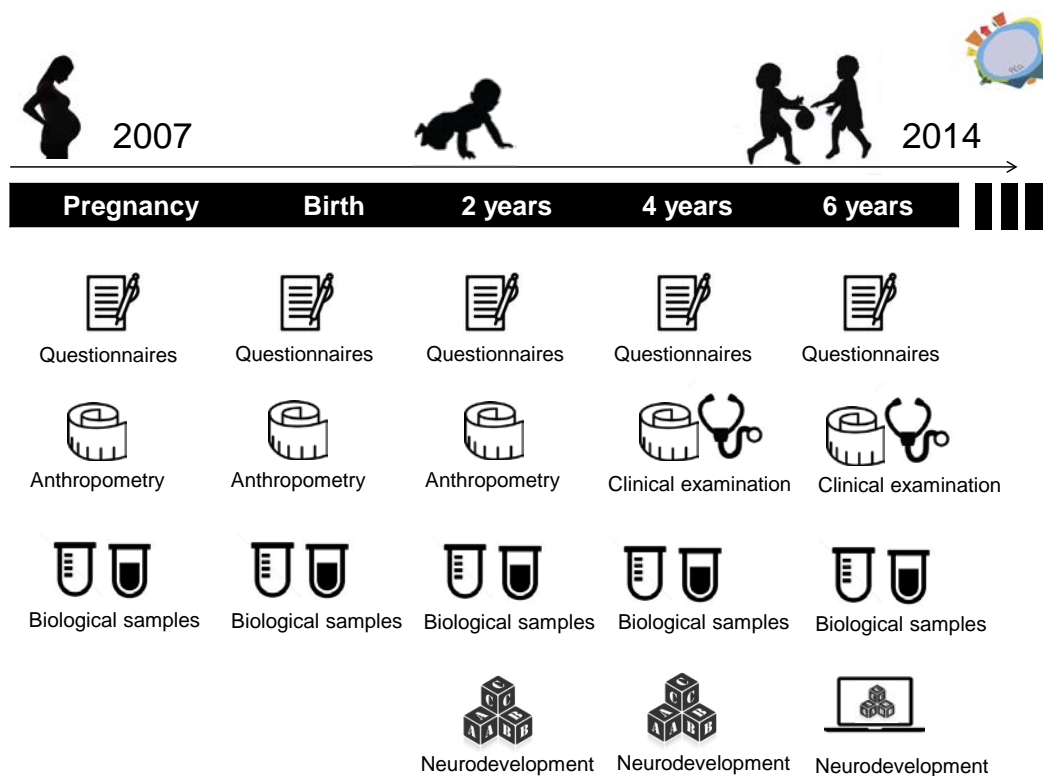 2007
2014
Pregnancy Birth 2 years 4 years 6 years
Questionnaires Questionnaires Questionnaires Questionnaires Questionnaires
Anthropometry Anthropometry Anthropometry Clinical examination Clinical examination
Biological samples Biological samples Biological samples Biological samples Biological samples
Neurodevelopment Neurodevelopment Neurodevelopment